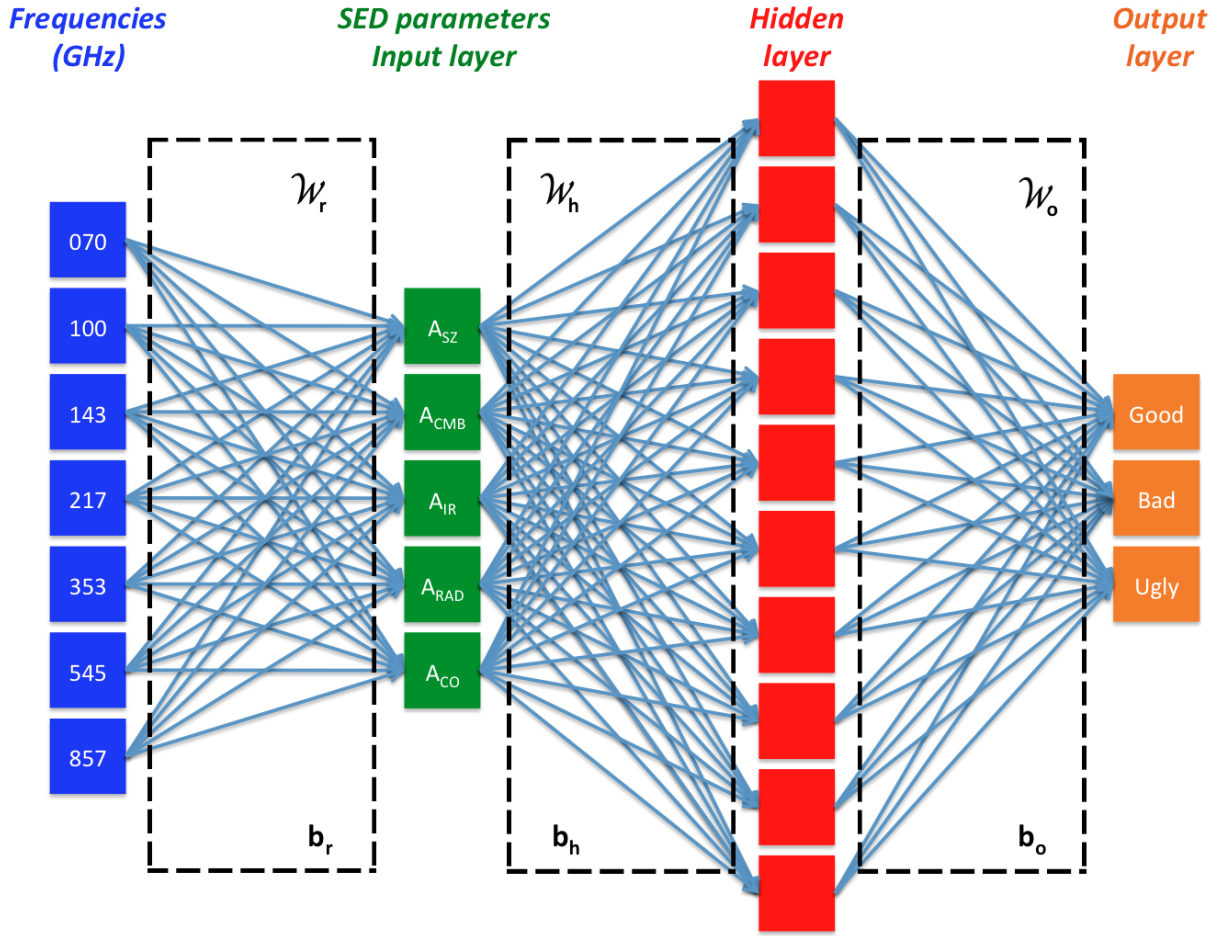 Frequencies
(GHz)
SED parameters
Input layer
Hidden
layer
Output
layer
𝒲r
𝒲h
𝒲o
070
100
143
217
353
545
857
ASZ
ACMB
AIR
ARAD
ACO
Good
Bad
Ugly
br
bh
bo